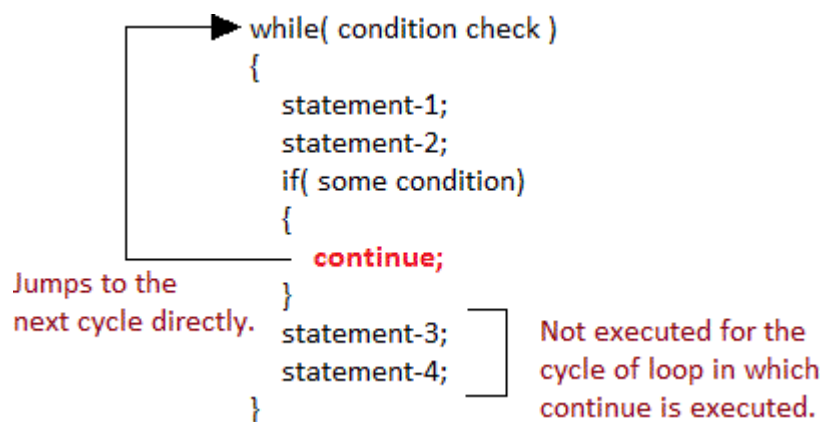 while( condition check )
{
statement-1;
statement-2;
if( some condition)
{
continue;
}
statement-3;
statement-4;
}
Jumps to the
next cycle directly.
Not executed for the
cycle of loop in which
continue is executed.